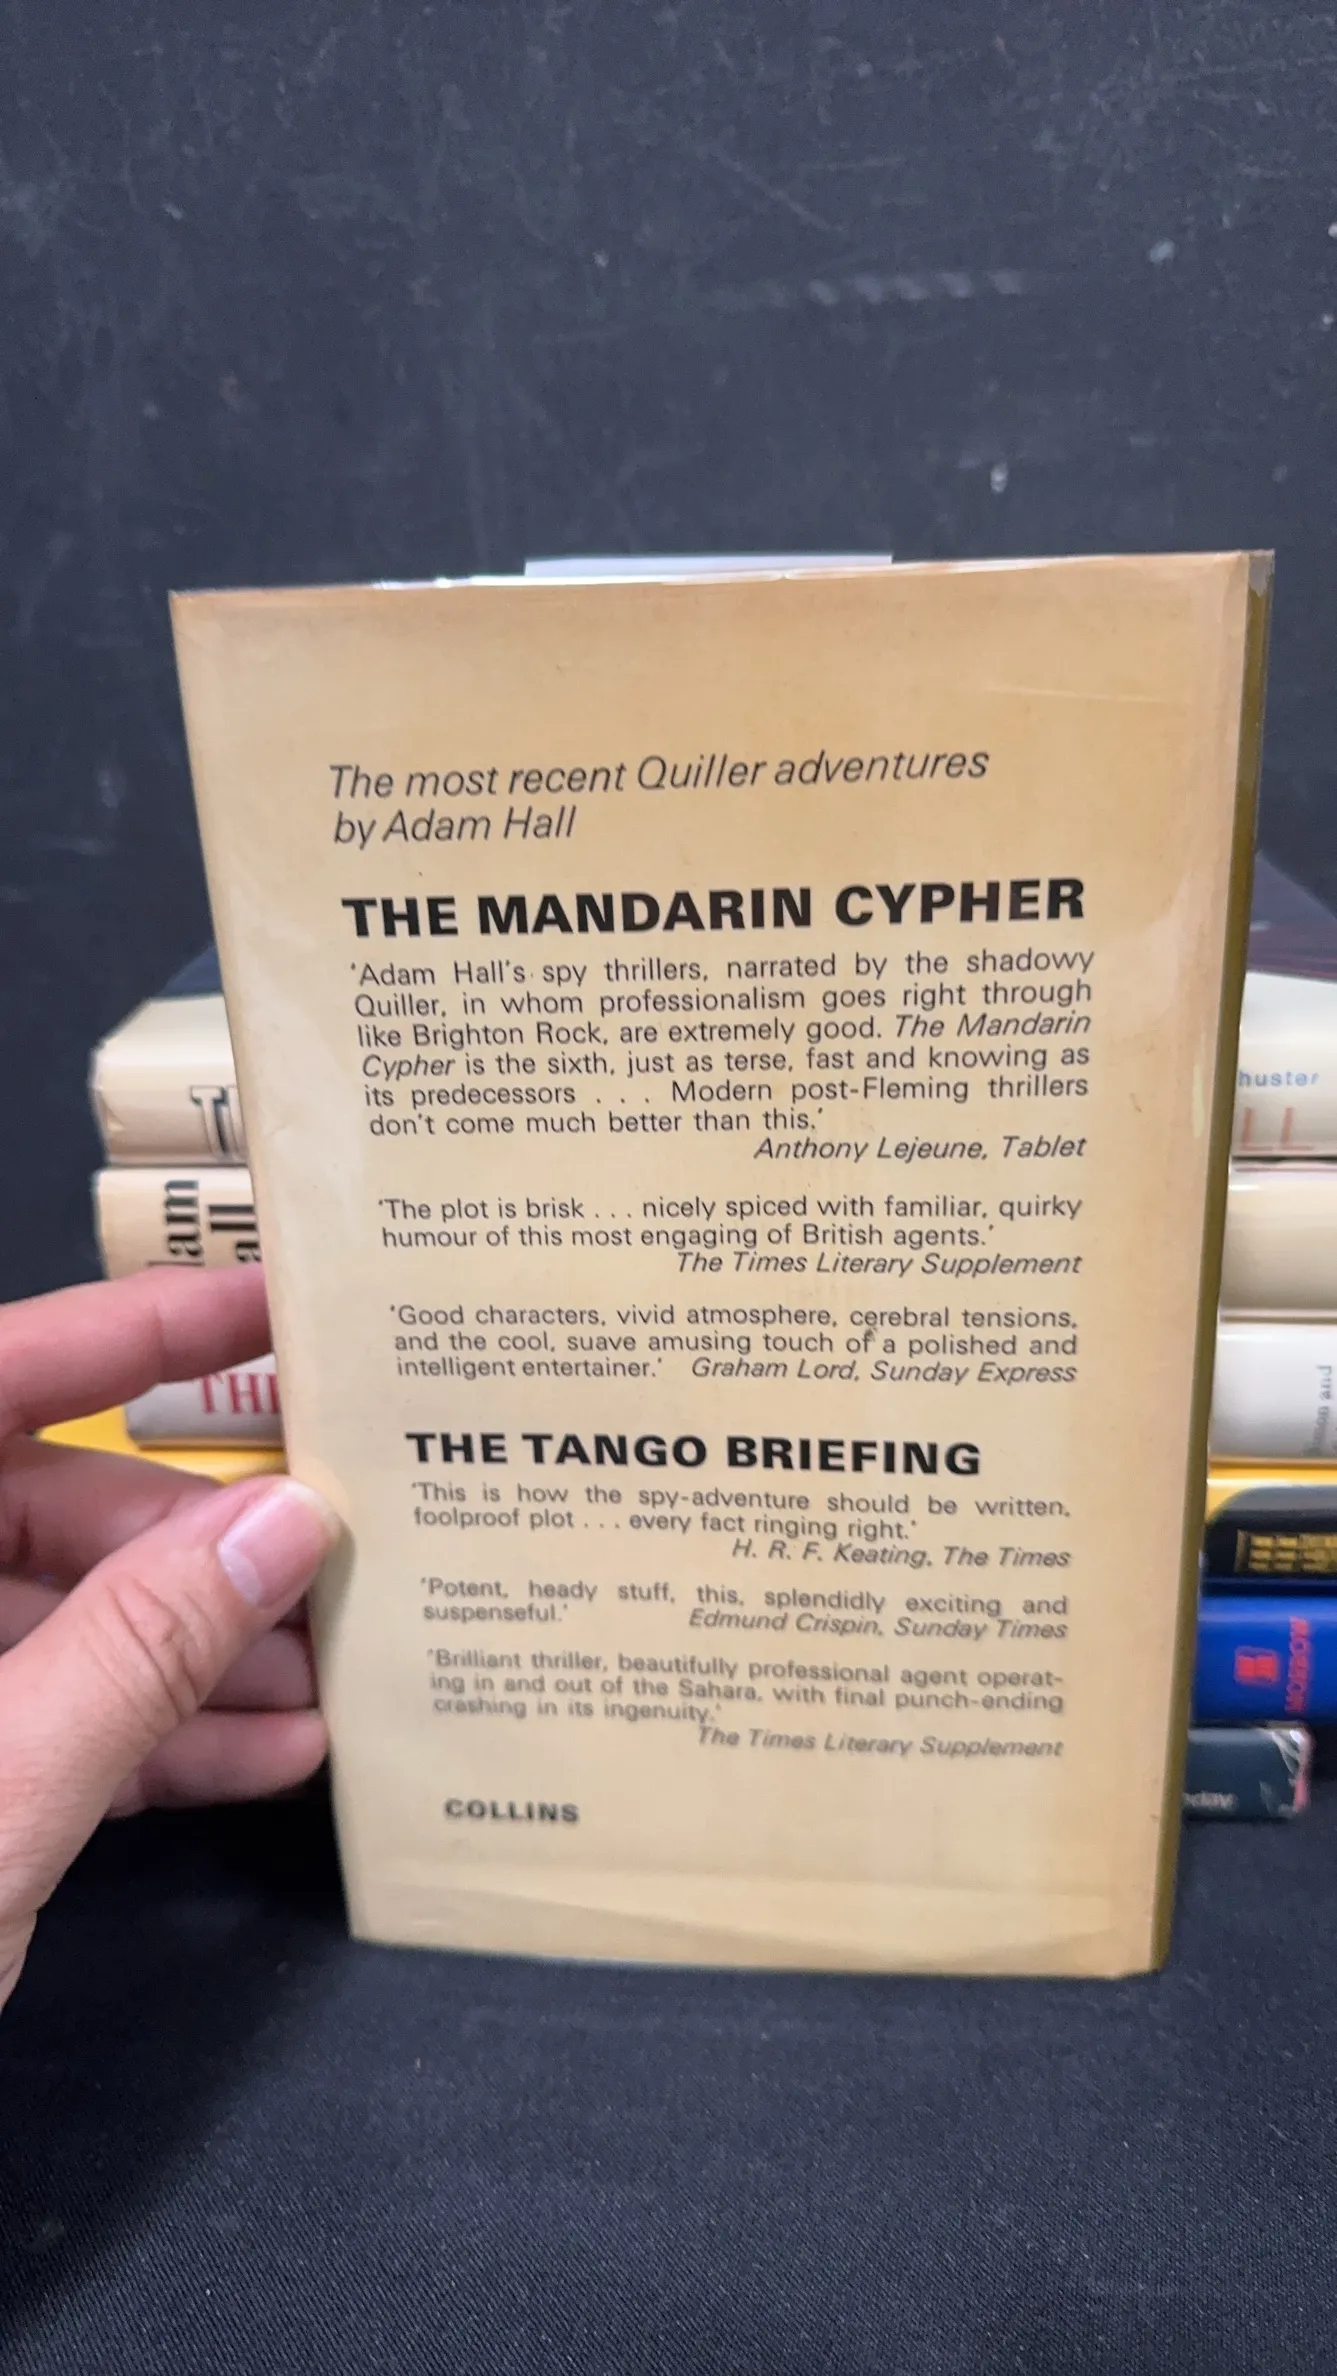 The most recent Quiller adventures
by Adam Hall
THE MANDARIN CYPHER
'Adam Hall's spy thrillers, narrated by the shadowy
Quiller, in whom professionalism goes right through
like Brighton Rock, are extremely good. The Mandarin
Cypher is the sixth, just as terse, fast and knowing as
its predecessors . . . Modern post-Fleming thrillers
don't come much better than this.'
Anthony Lejeune, Tablet
'The plot is brisk . . . nicely spiced with familiar, quirky
humour of this most engaging of British agents.'
The Times Literary Supplement
'Good characters, vivid atmosphere, cerebral tensions,
and the cool, suave amusing touch of a polished and
intelligent entertainer.' Graham Lord, Sunday Express
THE TANGO BRIEFING
'This is how the spy-adventure should be written,
foolproof plot . . . every fact ringing right.'
H. R. F. Keating, The Times
'Potent, heady stuff, this, splendidly exciting and
suspenseful.' Edmund Crispin, Sunday Times
'Brilliant thriller, beautifully professional agent operat-
ing in and out of the Sahara, with final punch-ending
crashing in its ingenuity.'
The Times Literary Supplement
COLLINS
lam
all
THE
huster
LL
and
MORROW